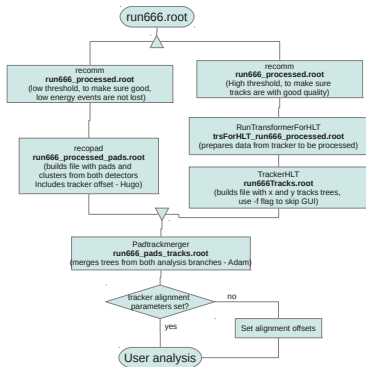 run666.root
recomm
run666_processed.root
(low threshold, to make sure good,
low energy events are not lost)
recomm
run666_processed.root
(High threshold, to make sure
tracks are with good quality)
RunTransformerForHLT
trsForHLT_run666_processed.root
(prepares data from tracker to be processed)
recopad
run666_processed_pads.root
(builds file with pads and
clusters from both detectors
Includes tracker offset - Hugo)
TrackerHLT
run666Tracks.root
(builds file with x and y tracks trees,
use -f flag to skip GUI)
Padtrackmerger
run666_pads_tracks.root
(merges trees from both analysis branches - Adam)
tracker alignment
parameters set?
no
yes
Set alignment offsets
User analysis